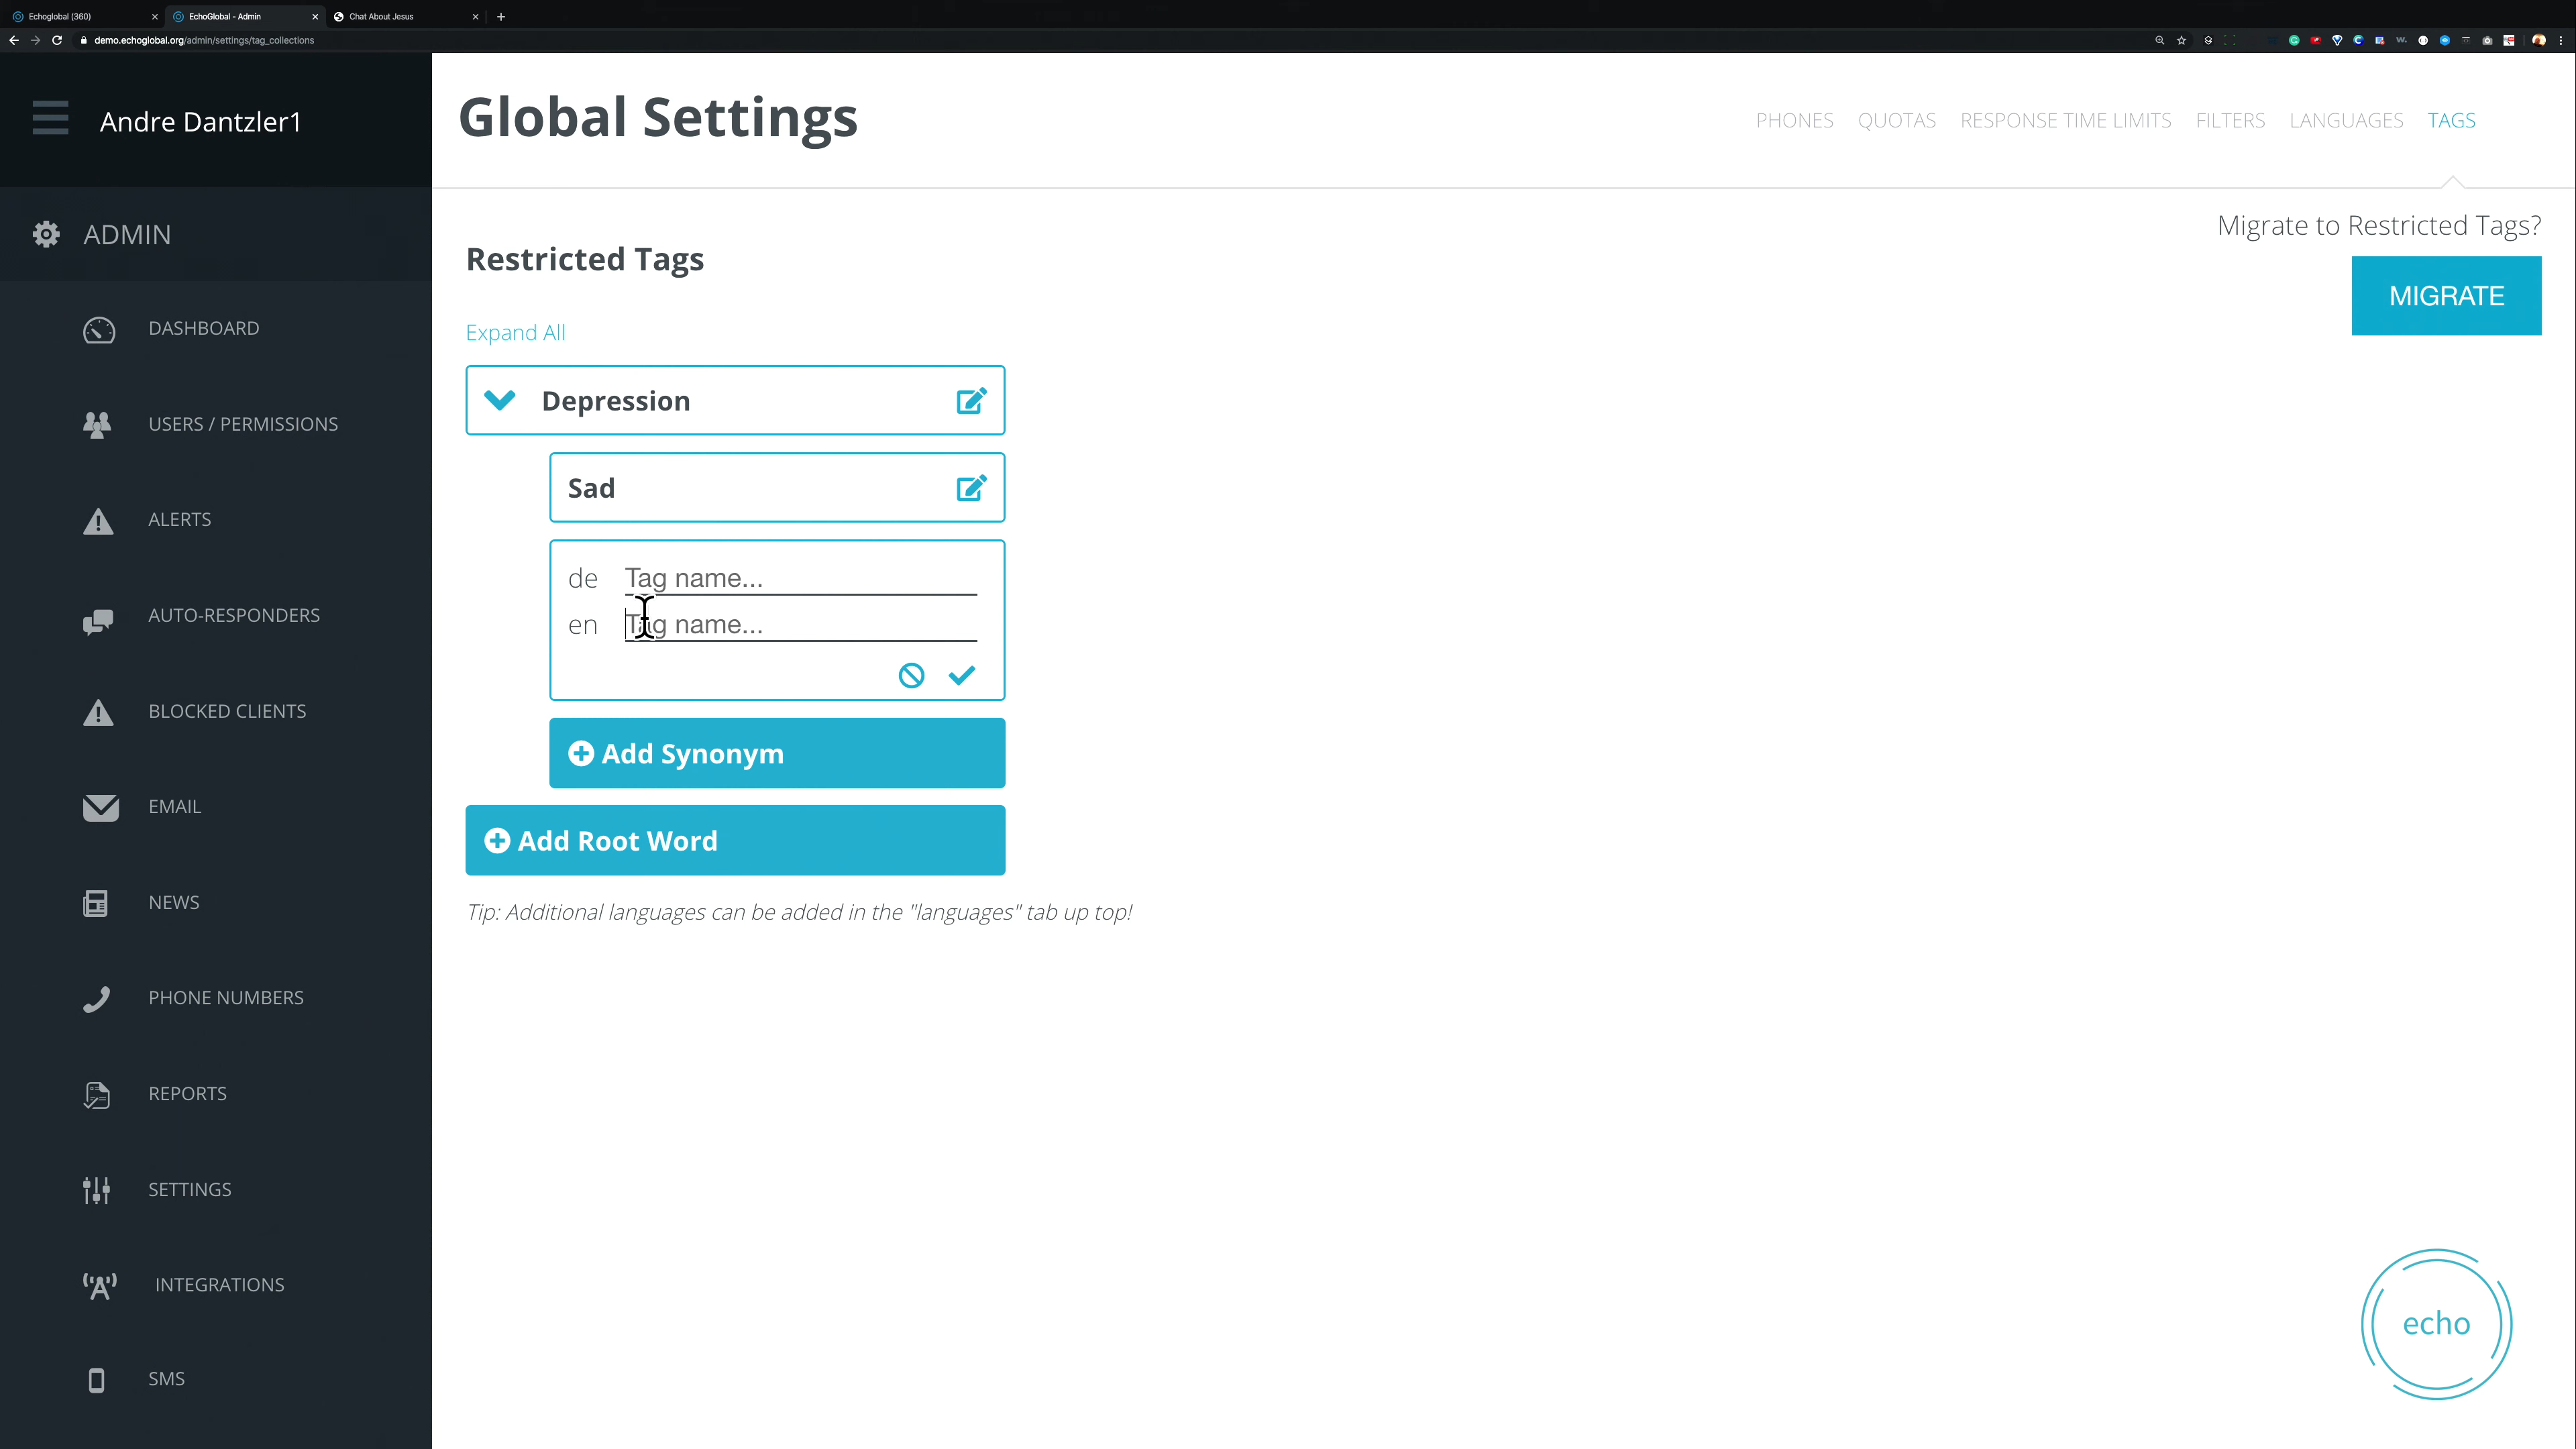 Echoglobal (360)
EchoGlobal - Admin
Chat About Jesus
demo.echoglobal.org/admin/settings/tag_collections
Andre Dantzler1
Global Settings
PHONES
QUOTAS
RESPONSE TIME LIMITS
FILTERS
LANGUAGES
TAGS
ADMIN
DASHBOARD
USERS / PERMISSIONS
ALERTS
AUTO-RESPONDERS
BLOCKED CLIENTS
EMAIL
NEWS
PHONE NUMBERS
REPORTS
SETTINGS
INTEGRATIONS
SMS
Migrate to Restricted Tags?
MIGRATE
Restricted Tags
Expand All
Depression
Sad
de Tag name...
en Tag name...
Add Synonym
Add Root Word
Tip: Additional languages can be added in the "languages" tab up top!
echo